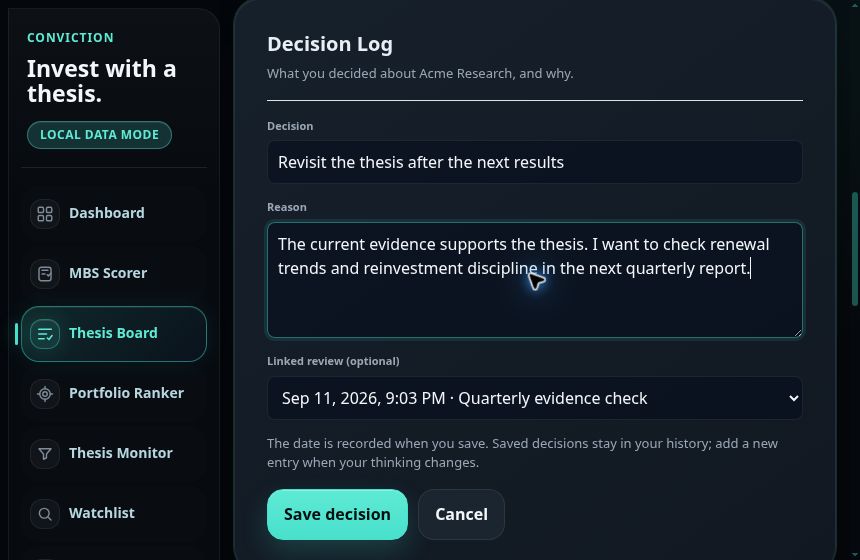 CONVICTION
Invest with a
thesis.
LOCAL DATA MODE
Dashboard
MBS Scorer
Thesis Board
Portfolio Ranker
Thesis Monitor
Watchlist
Decision Log
What you decided about Acme Research, and why.
Decision
Revisit the thesis after the next results
Reason
The current evidence supports the thesis. I want to check renewal
trends and reinvestment discipline in the next quarterly report.
Linked review (optional)
Sep 11, 2026, 9:03 PM · Quarterly evidence check
The date is recorded when you save. Saved decisions stay in your history; add a new
entry when your thinking changes.
Save decision
Cancel